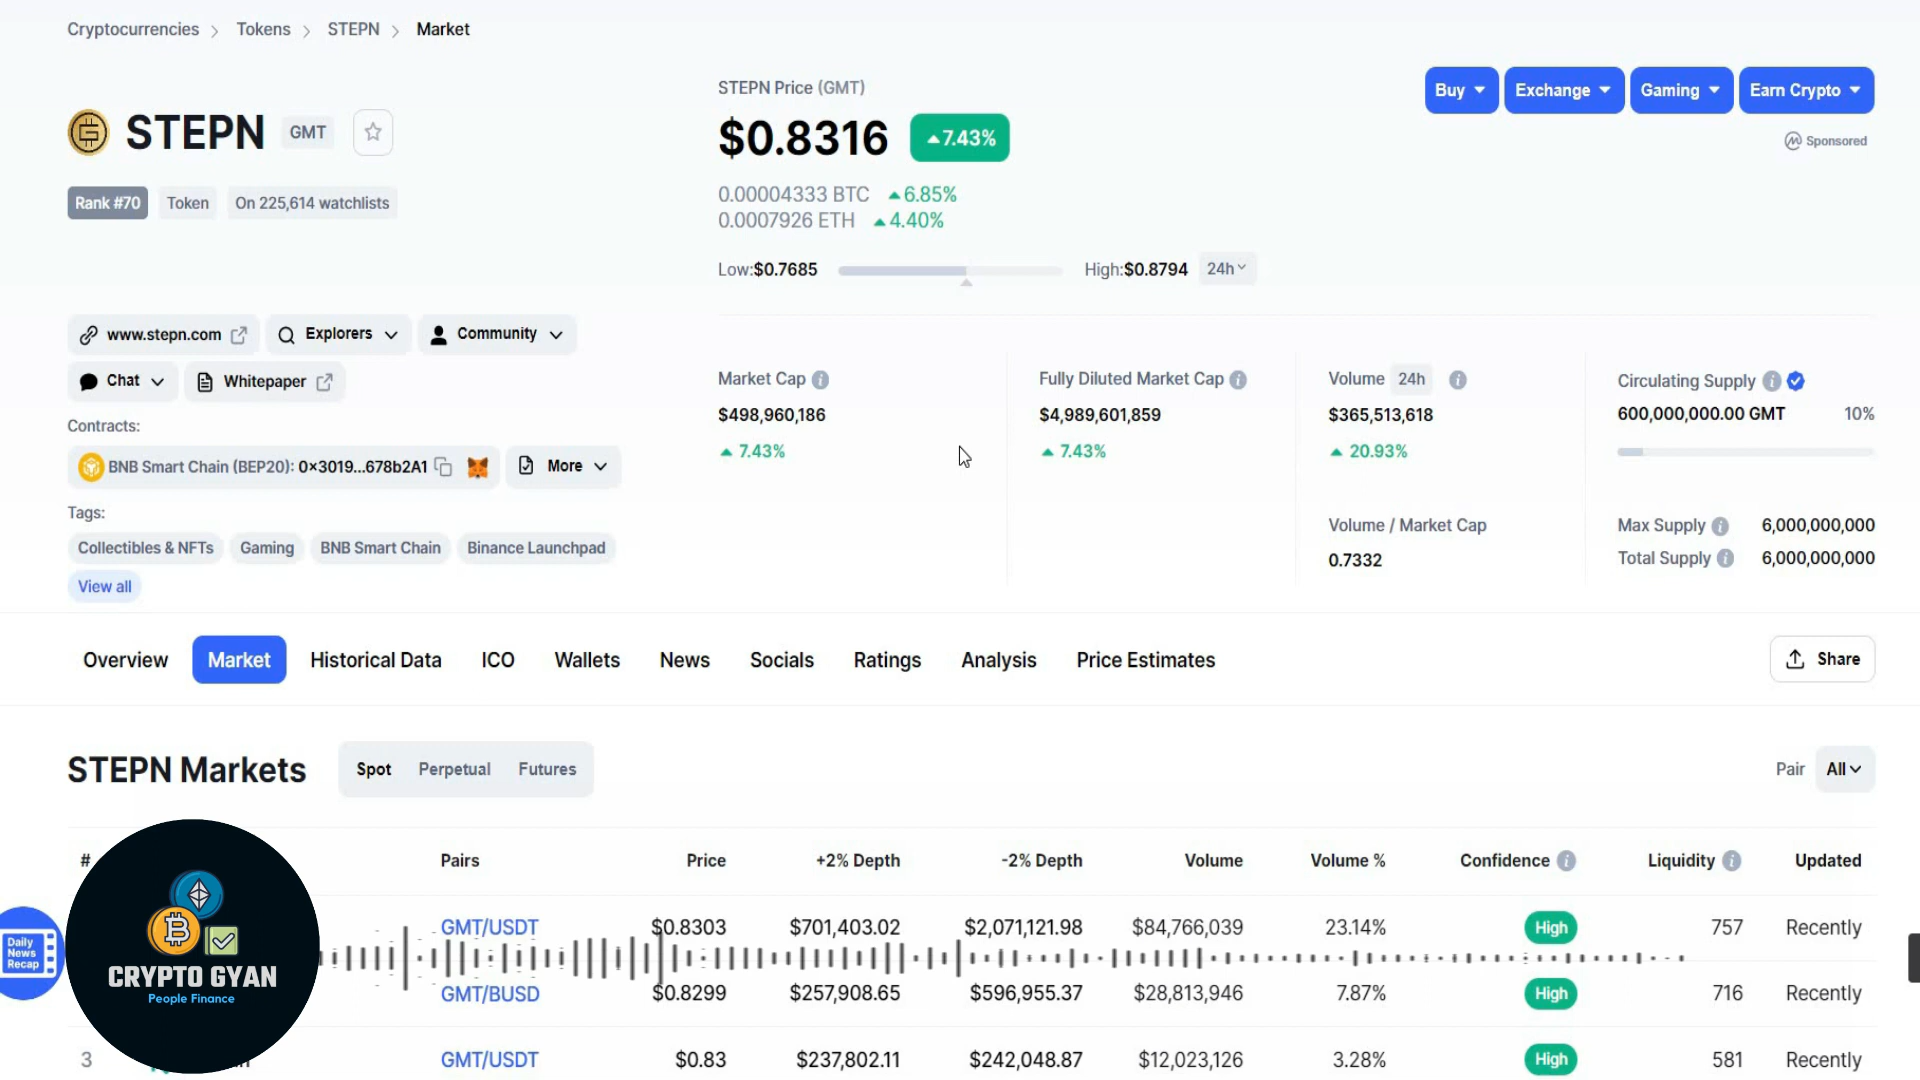 Cryptocurrencies > Tokens > STEPN > Market
STEPN GMT
Rank #70 Token On 225,614 watchlists
STEPN Price (GMT)
$0.8316 7.43%
0.00004333 BTC 6.85%
0.0007926 ETH 4.40%
Low:$0.7685 High:$0.8794 24h
Buy Exchange Gaming Earn Crypto
Sponsored
www.stepn.com Explorers Community
Chat Whitepaper
Contracts:
BNB Smart Chain (BEP20): 0×3019...678b2A1 More
Tags:
Collectibles & NFTs Gaming BNB Smart Chain Binance Launchpad
View all
Market Cap
$498,960,186
7.43%
Fully Diluted Market Cap
$4,989,601,859
7.43%
Volume 24h
$365,513,618
20.93%
Volume / Market Cap
0.7332
Circulating Supply
600,000,000.00 GMT 10%
Max Supply 6,000,000,000
Total Supply 6,000,000,000
Overview Market Historical Data ICO Wallets News Socials Ratings Analysis Price Estimates Share
STEPN Markets Spot Perpetual Futures Pair All
# Pairs Price +2% Depth -2% Depth Volume Volume % Confidence Liquidity Updated
GMT/USDT $0.8303 $701,403.02 $2,071,121.98 $84,766,039 23.14% High 757 Recently
GMT/BUSD $0.8299 $257,908.65 $596,955.37 $28,813,946 7.87% High 716 Recently
3 GMT/USDT $0.83 $237,802.11 $242,048.87 $12,023,126 3.28% High 581 Recently
Daily
News
Recap
CRYPTO GYAN
People Finance